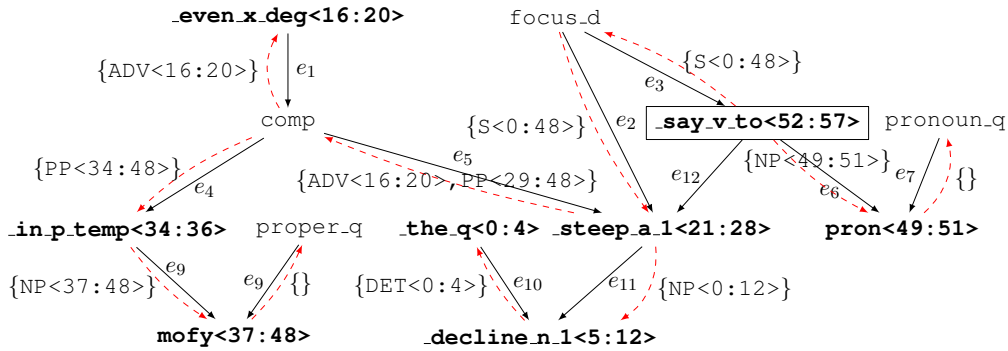 _even_x_deg<16:20> focus_d
{ADV<16:20>} e1 {S<0:48>} e3
comp {S<0:48>} e2 _say_v_to<52:57> pronoun_q
{PP<34:48>} e4 e5 {ADV<16:20>,PP<29:48>} e12 {NP<49:51>} e6 e7 {}
_in_p_temp<34:36> proper_q _the_q<0:4> _steep_a_1<21:28> pron<49:51>
{NP<37:48>} e9 e9 {} {DET<0:4>} e10 e11 {NP<0:12>}
mofy<37:48> _decline_n_1<5:12>